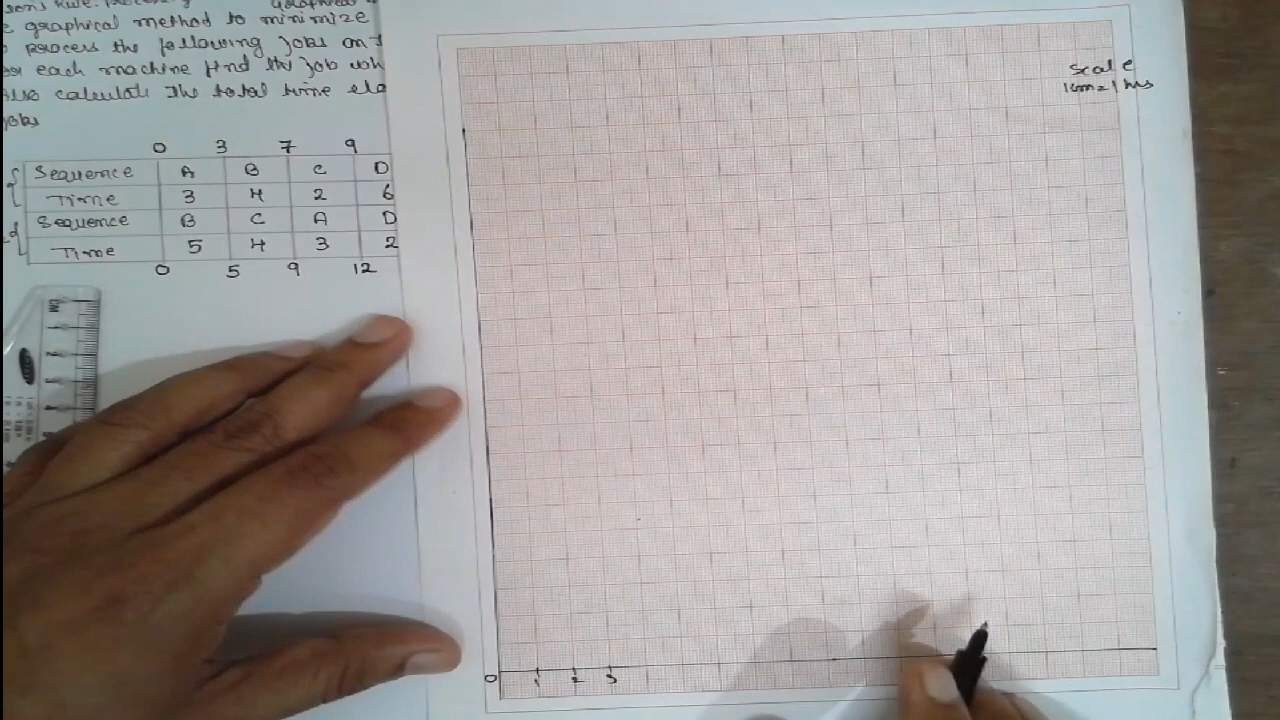 graphical method to minimize
process the following jobs on
each machine find the job
Also calculate The total time
jobs
0 3 7 9
Sequence A B C D
Time 3 4 2 6
Sequence B C A D
Time 5 4 3 2
0 5 9 12
Scale
1cm=1hrs
CM
0 1 2 3